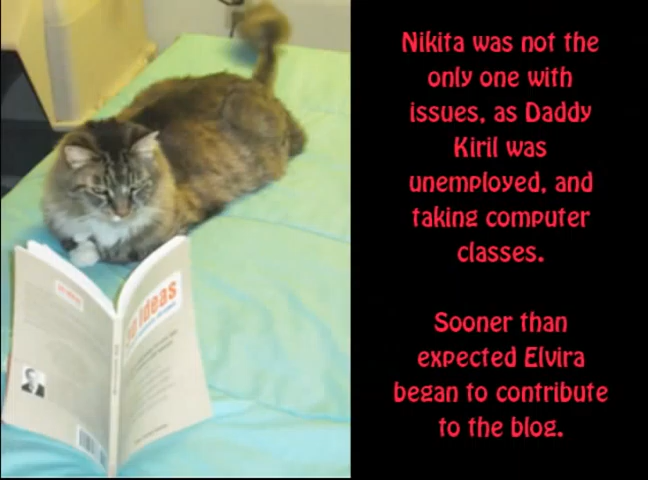 Nikita was not the
only one with
issues, as Daddy
Kiril was
unemployed, and
taking computer
classes.
Sooner than
expected Elvira
began to contribute
to the blog.
Ideas